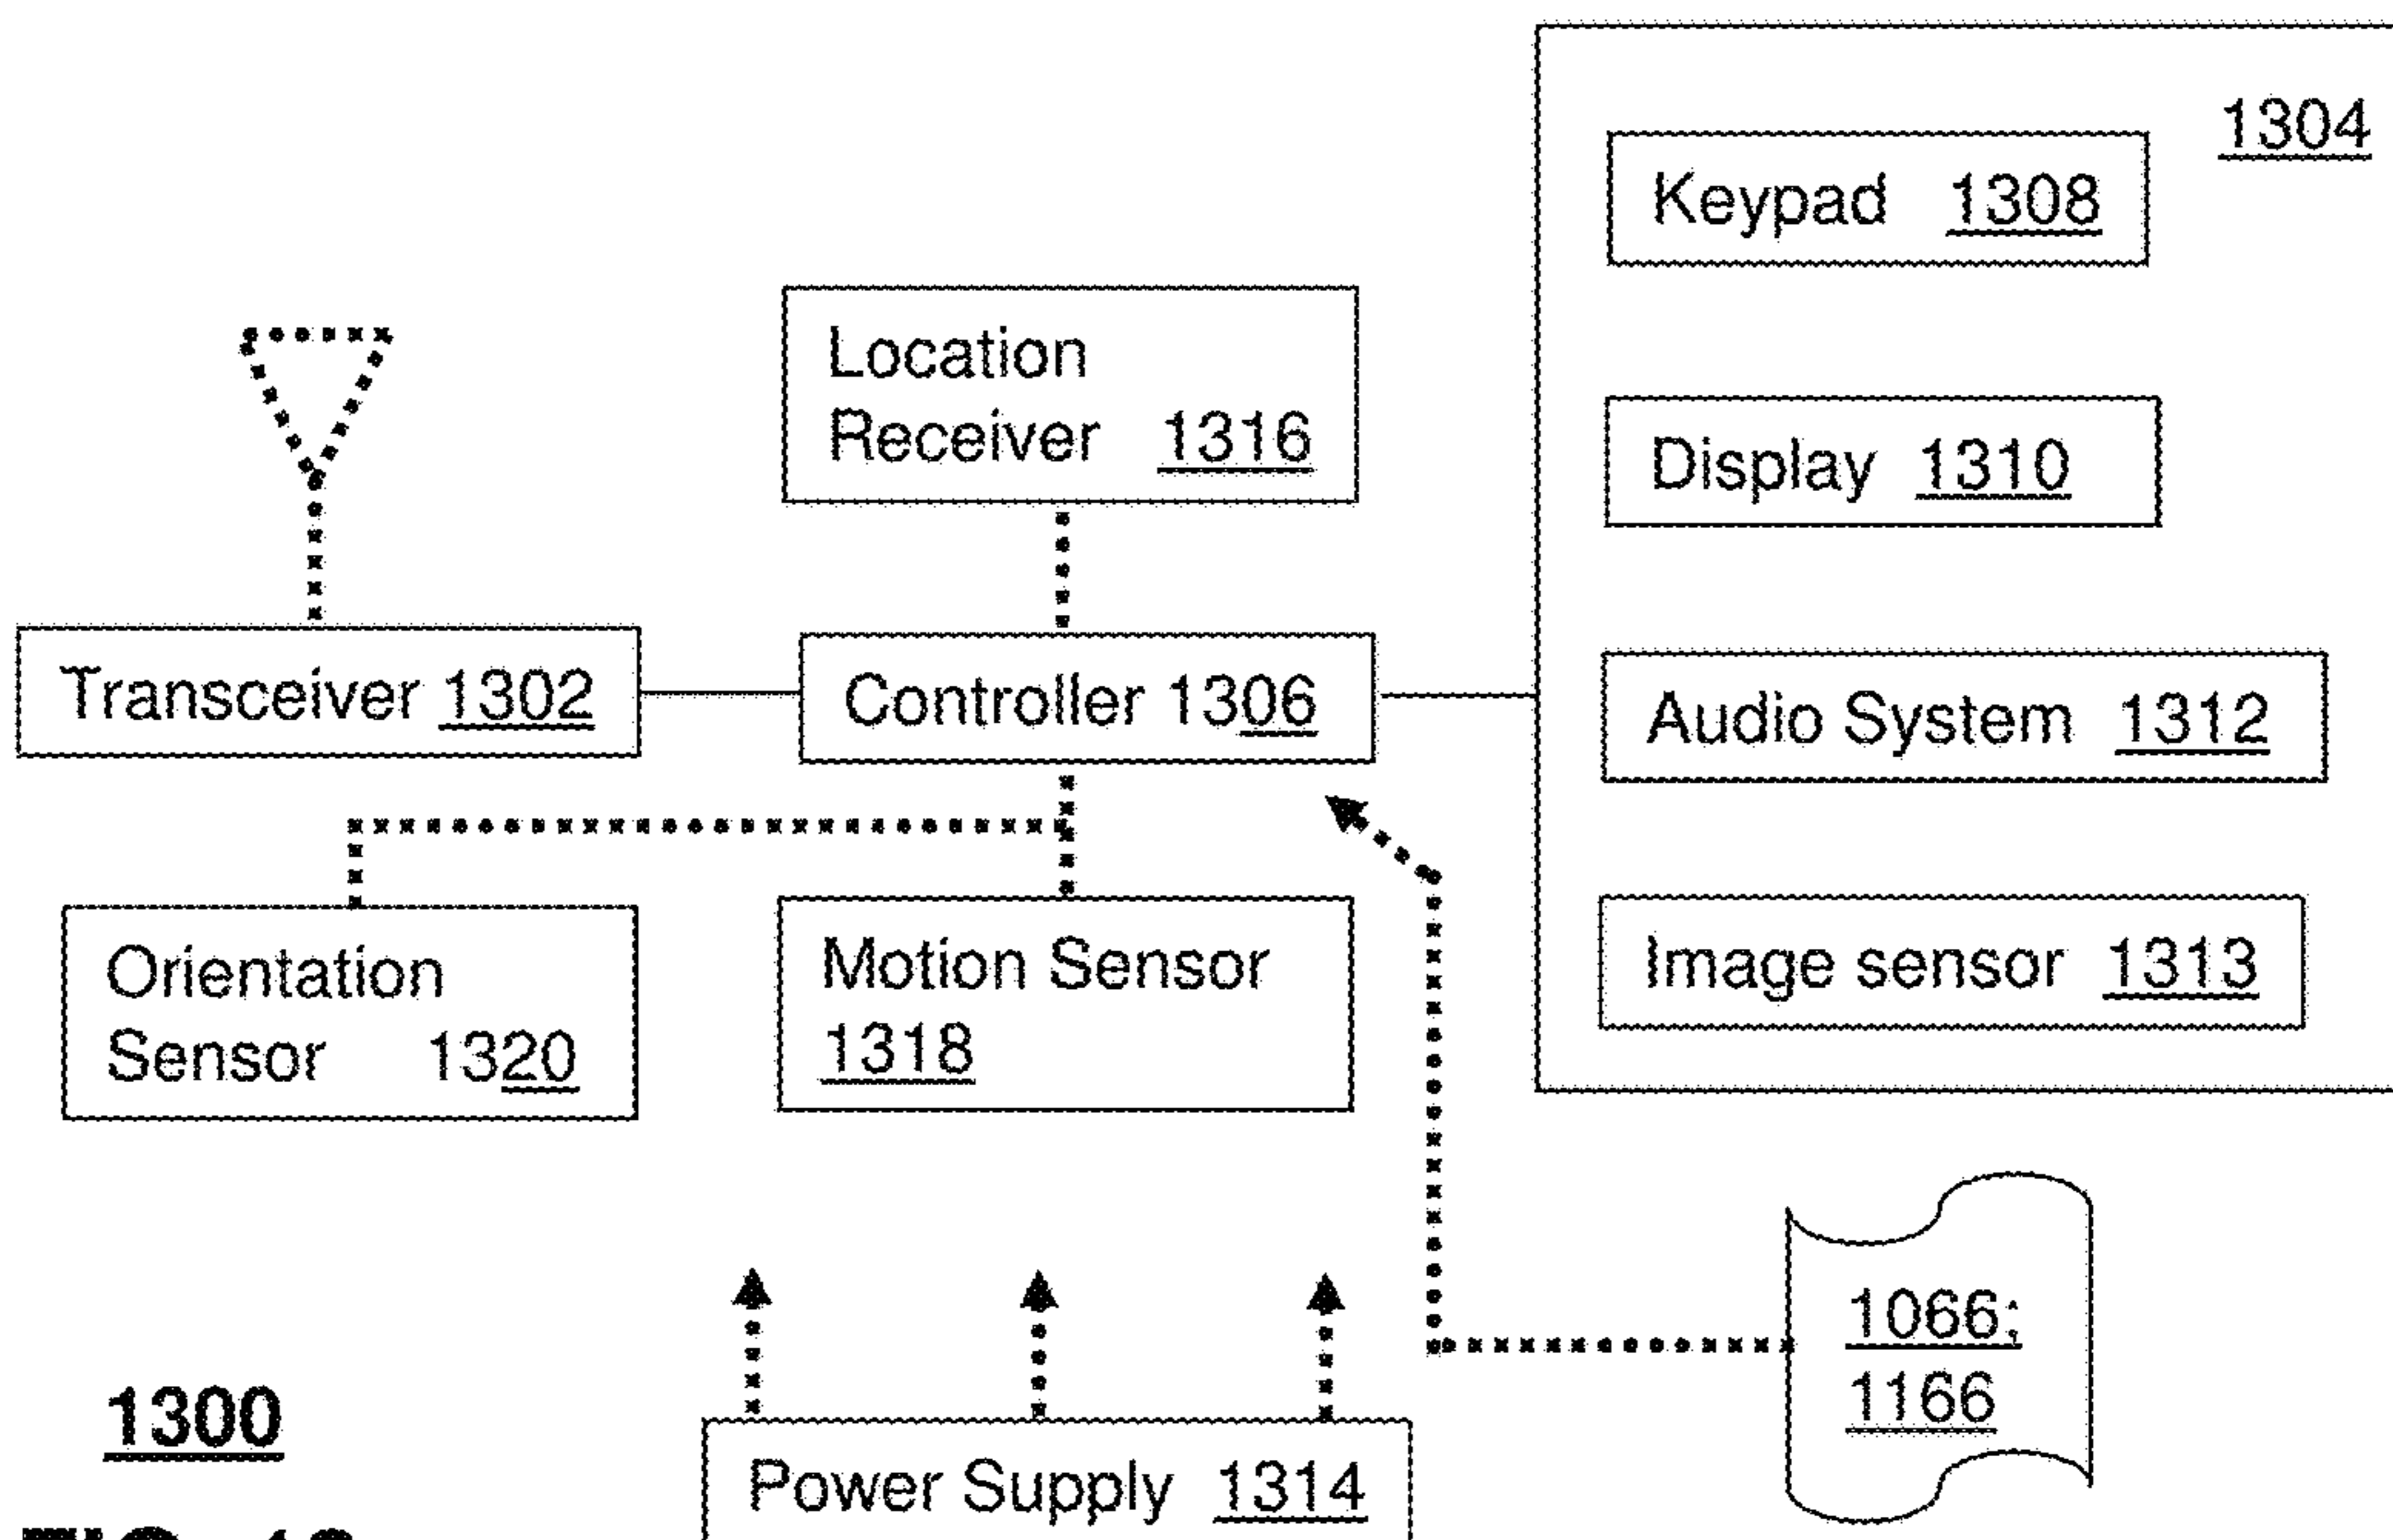 1304
Keypad 1308
Location
Receiver 1316
Display 1310
Transceiver 1302
Controller 1306
Audio System 1312
Orientation
Sensor 1320
Motion Sensor
1318
Image sensor 1313
1066;
1166
1300
Power Supply 1314